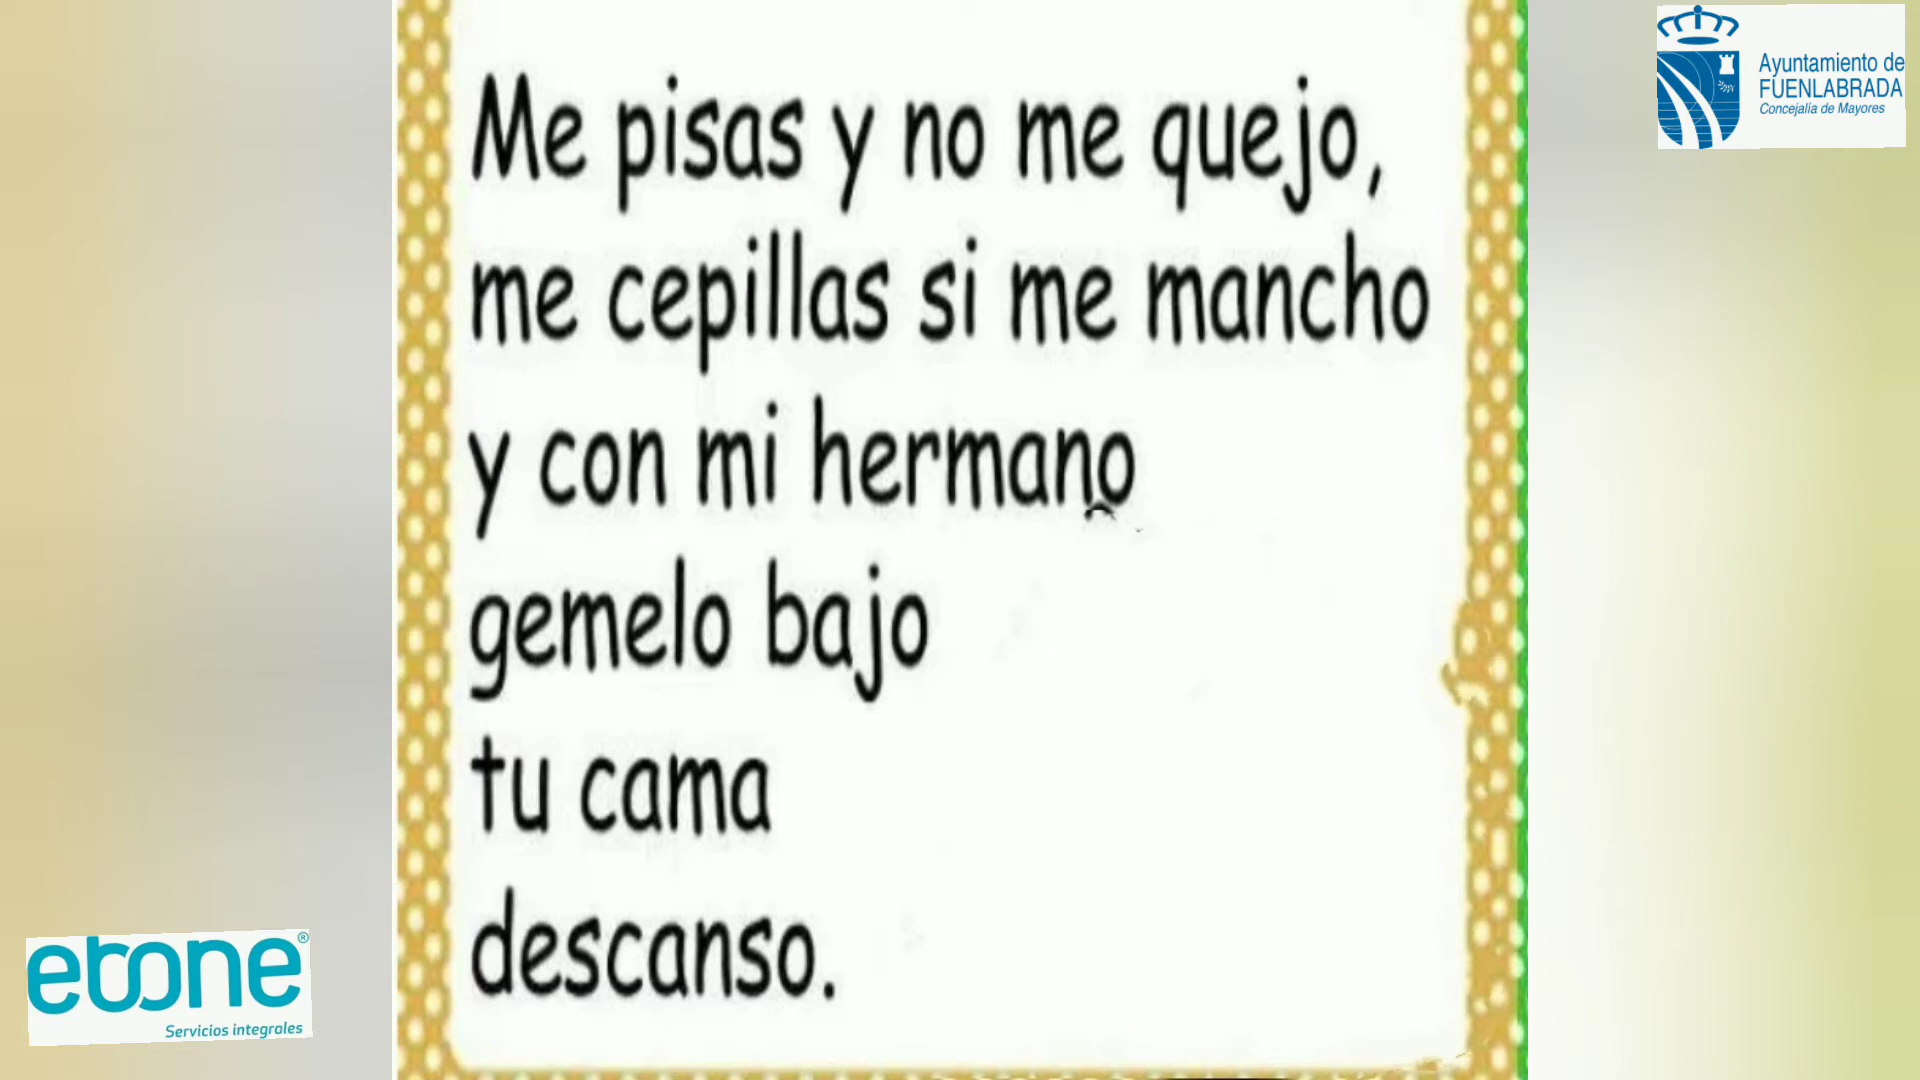 Me pisas y no me quejo,
me cepillas si me mancho
y con mi hermano
gemelo bajo
tu cama
descanso.
Ayuntamiento de
FUENLABRADA
Concejalía de Mayores
ebone®
Servicios integrales